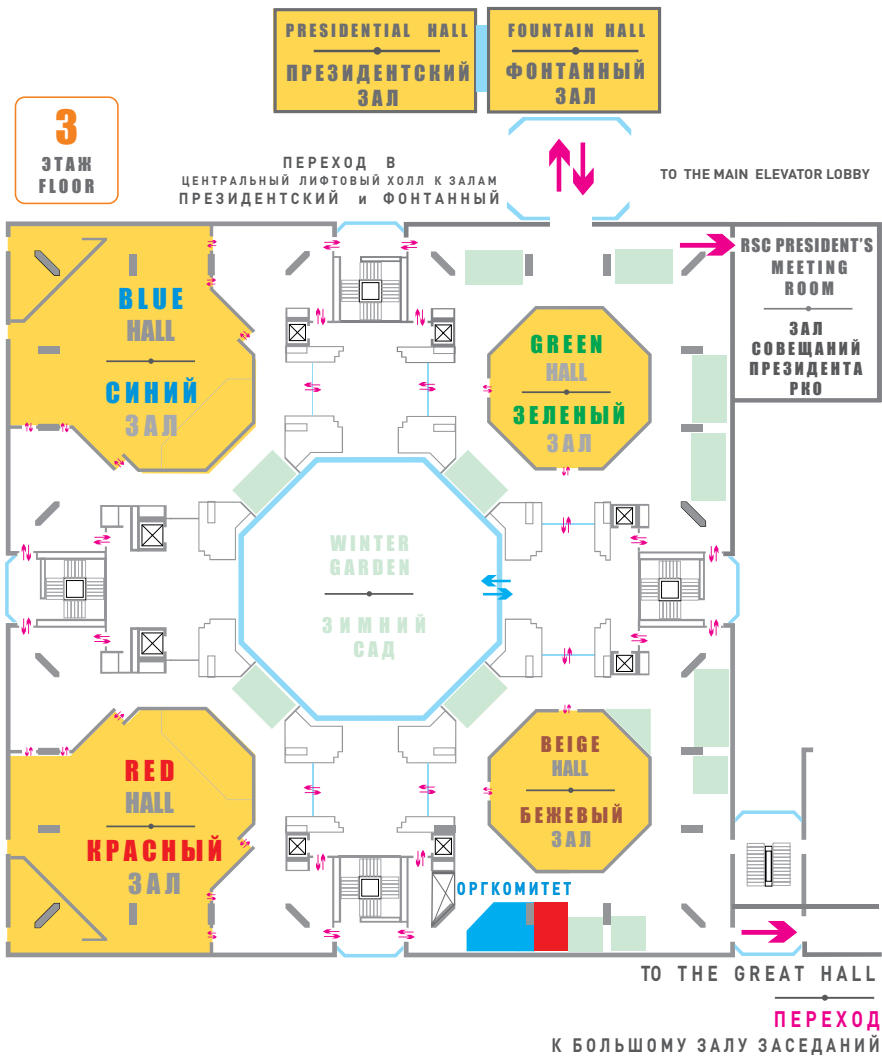 PRESIDENTIAL HALL
ПРЕЗИДЕНТСКИЙ
ЗАЛ
FOUNTAIN HALL
ФОНТАННЫЙ
ЗАЛ
3
ЭТАЖ
FLOOR
ПЕРЕХОД В
ЦЕНТРАЛЬНЫЙ ЛИФТОВЫЙ ХОЛЛ К ЗАЛАМ
ПРЕЗИДЕНТСКИЙ и ФОНТАННЫЙ
TO THE MAIN ELEVATOR LOBBY
RSC PRESIDENT'S
MEETING
ROOM
ЗАЛ
СОВЕЩАНИЙ
ПРЕЗИДЕНТА
РКО
BLUE
HALL
СИНИЙ
ЗАЛ
GREEN
HALL
ЗЕЛЕНЫЙ
ЗАЛ
WINTER
GARDEN
ЗИМНИЙ
САД
RED
HALL
КРАСНЫЙ
ЗАЛ
BEIGE
HALL
БЕЖЕВЫЙ
ЗАЛ
ОРГКОМИТЕТ
TO THE GREAT HALL
ПЕРЕХОД
К БОЛЬШОМУ ЗАЛУ ЗАСЕДАНИЙ